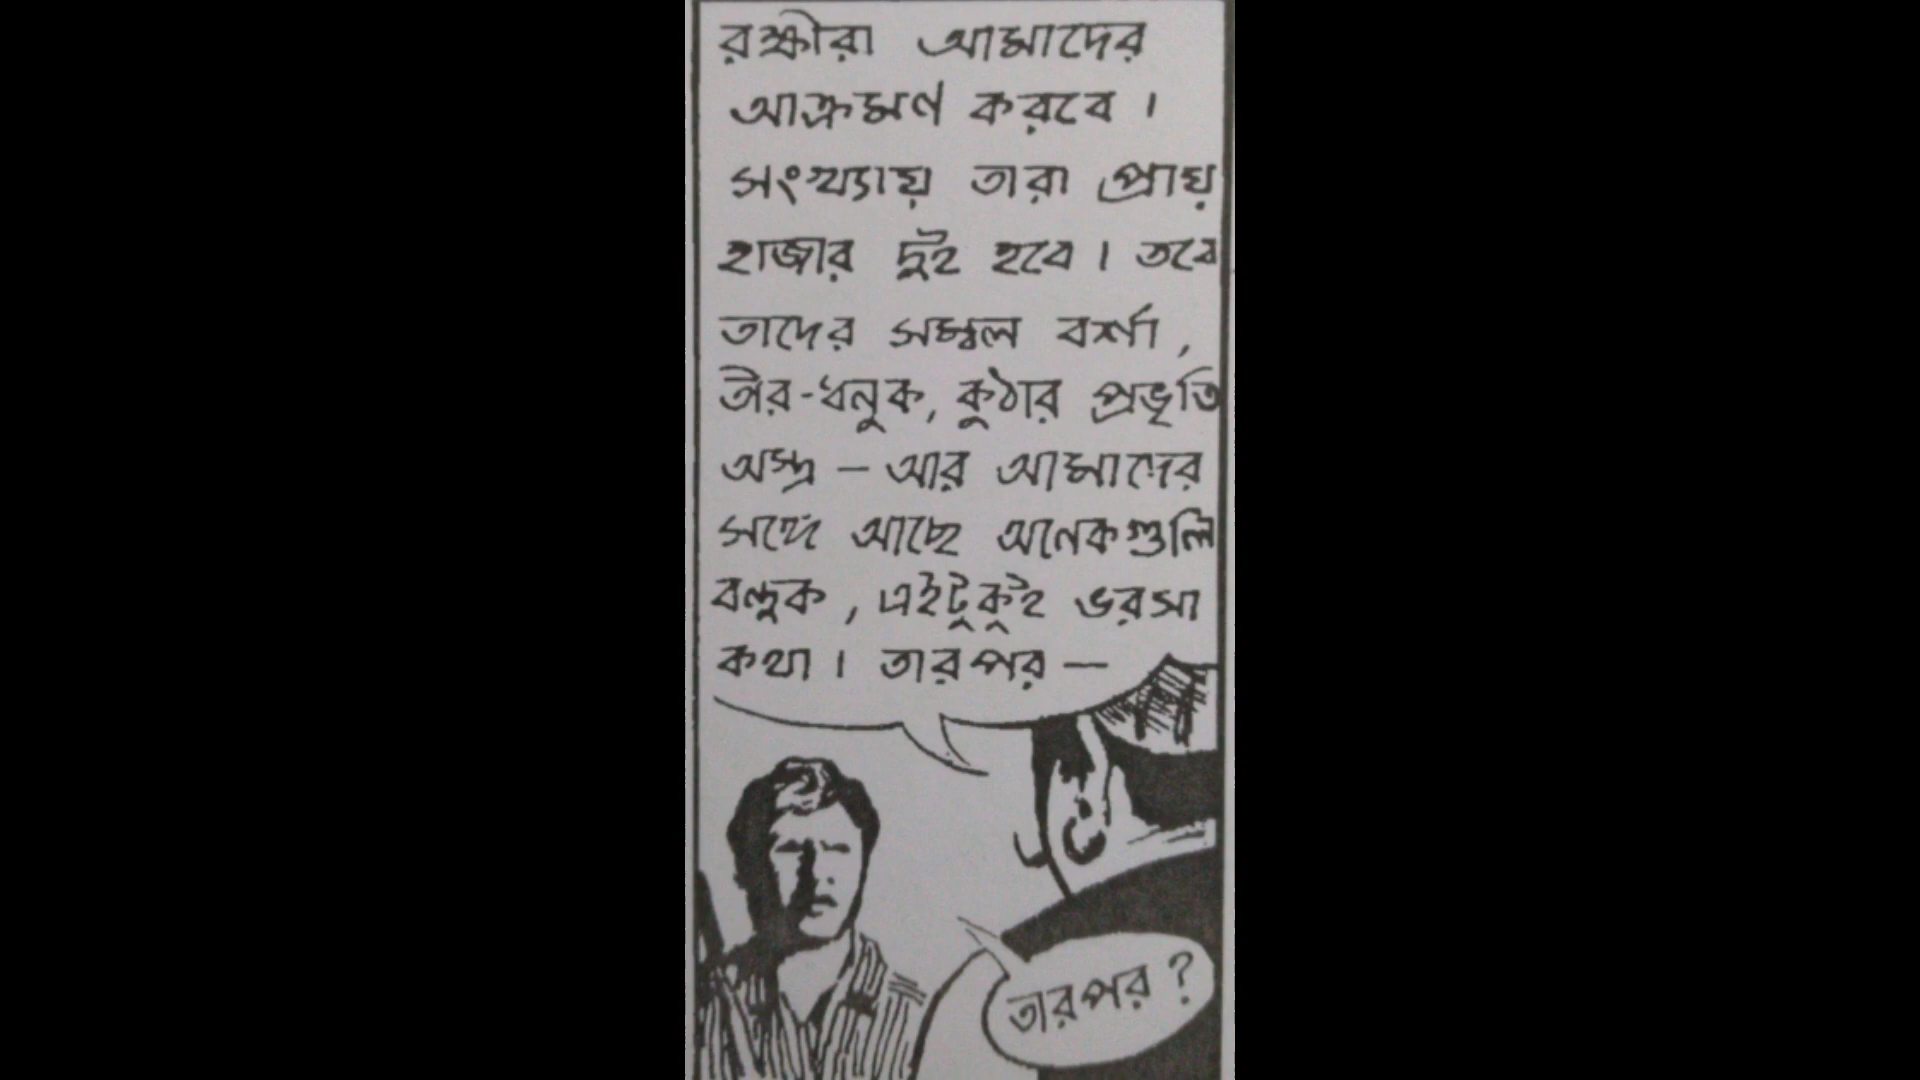 রক্ষীরা আমাদের
আক্রমণ করবে ।
সংখ্যায় তারা প্রায়
হাজার দুই হবে । তবে
তাদের সম্বল বর্শা ,
তীর-ধনুক, কুঠার প্রভৃতি
অস্ত্র — আর আমাদের
সঙ্গে আছে অনেকগুলি
বন্দুক , এইটুকুই ভরসা
কথা । তারপর —
তারপর ?